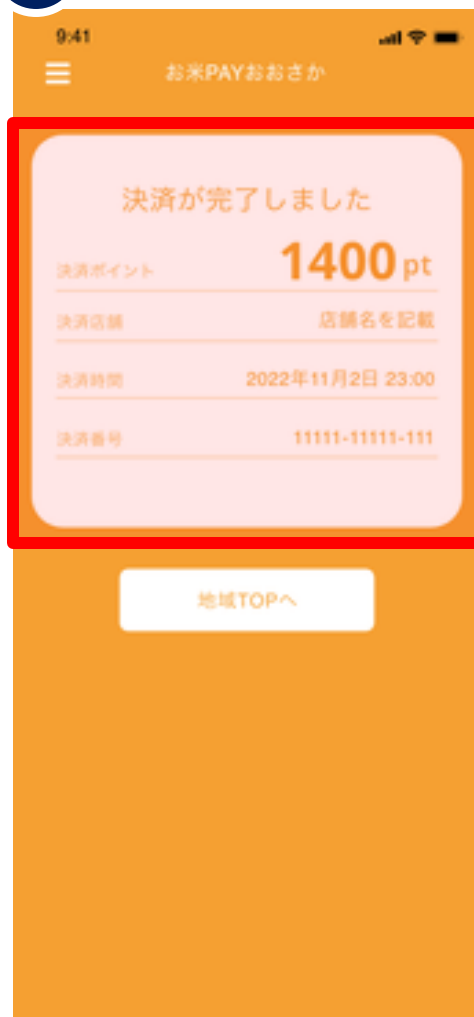 9:41
お米PAYおおさか
決済が完了しました
決済ポイント 1400 pt
決済店舗 店舗名を記載
決済時間 2022年11月2日 23:00
決済番号 11111-11111-111
地域TOPへ